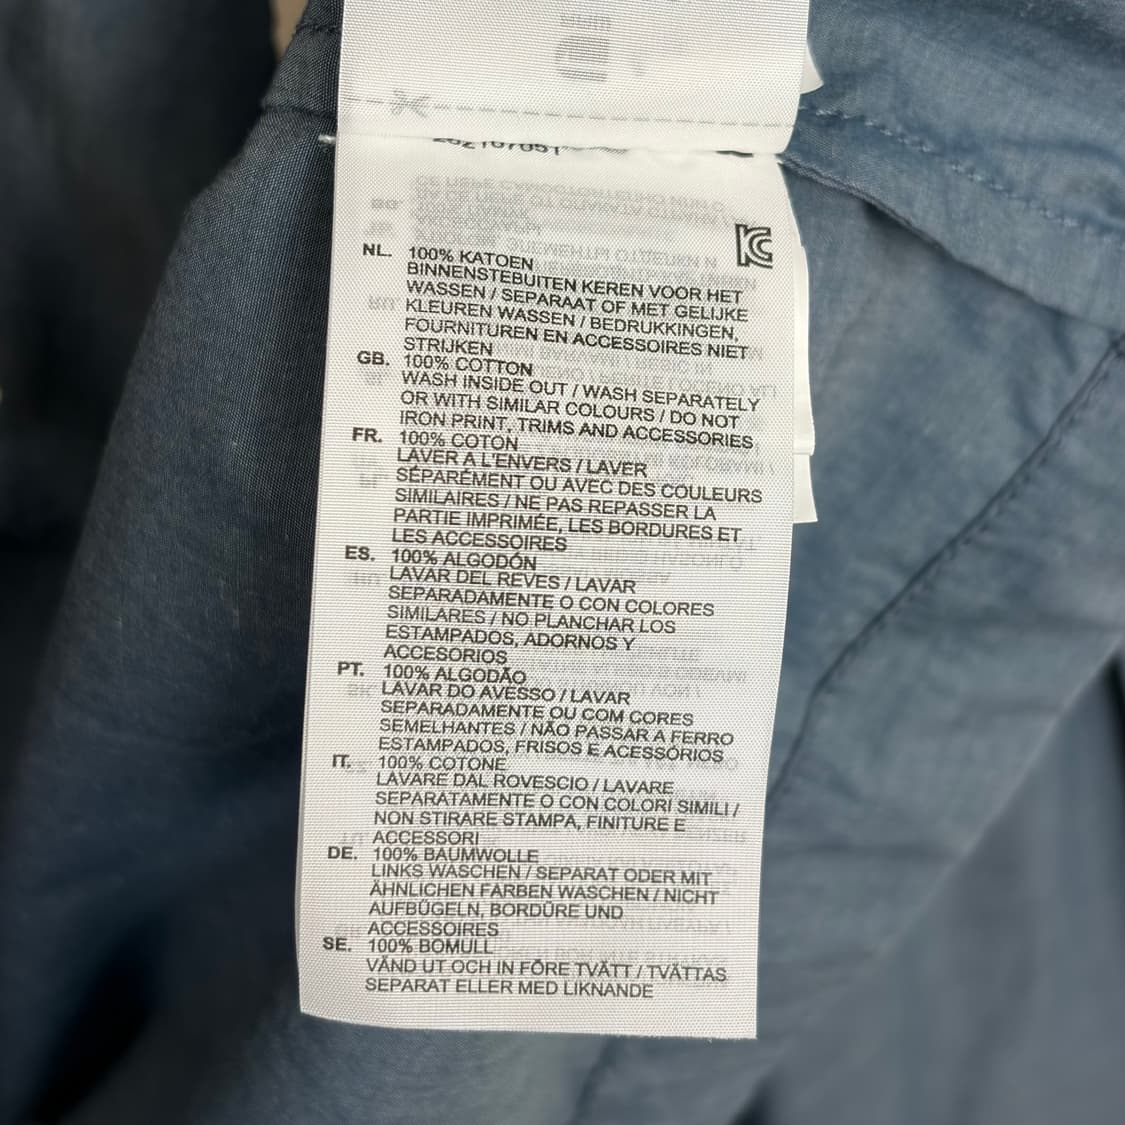 NL. 100% KATOEN
BINNENSTEBUITEN KEREN VOOR HET
WASSEN / SEPARAAT OF MET GELIJKE
KLEUREN WASSEN / BEDRUKKINGEN,
FOURNITUREN EN ACCESSOIRES NIET
STRIJKEN
GB. 100% COTTON
WASH INSIDE OUT / WASH SEPARATELY
OR WITH SIMILAR COLOURS / DO NOT
IRON PRINT, TRIMS AND ACCESSORIES
FR. 100% COTON
LAVER A L'ENVERS / LAVER
SÉPARÉMENT OU AVEC DES COULEURS
SIMILAIRES / NE PAS REPASSER LA
PARTIE IMPRIMÉE, LES BORDURES ET
LES ACCESSOIRES
ES. 100% ALGODÓN
LAVAR DEL REVES / LAVAR
SEPARADAMENTE O CON COLORES
SIMILARES / NO PLANCHAR LOS
ESTAMPADOS, ADORNOS Y
ACCESORIOS
PT. 100% ALGODÃO
LAVAR DO AVESSO / LAVAR
SEPARADAMENTE OU COM CORES
SEMELHANTES / NÃO PASSAR A FERRO
ESTAMPADOS, FRISOS E ACESSÓRIOS
IT. 100% COTONE
LAVARE DAL ROVESCIO / LAVARE
SEPARATAMENTE O CON COLORI SIMILI /
NON STIRARE STAMPA, FINITURE E
ACCESSORI
DE. 100% BAUMWOLLE
LINKS WASCHEN / SEPARAT ODER MIT
ÄHNLICHEN FARBEN WASCHEN / NICHT
AUFBÜGELN, BORDÜRE UND
ACCESSOIRES
SE. 100% BOMULL
VÄND UT OCH IN FÖRE TVÄTT / TVÄTTAS
SEPARAT ELLER MED LIKNANDE